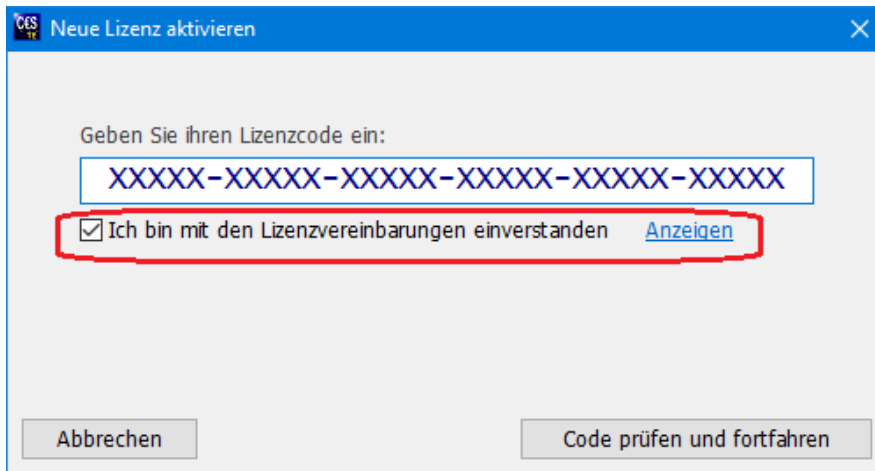 CES
Neue Lizenz aktivieren
Geben Sie ihren Lizenzcode ein:
XXXXX-XXXXX-XXXXX-XXXXX-XXXXX-XXXXX
Ich bin mit den Lizenzvereinbarungen einverstanden Anzeigen
Abbrechen Code prüfen und fortfahren